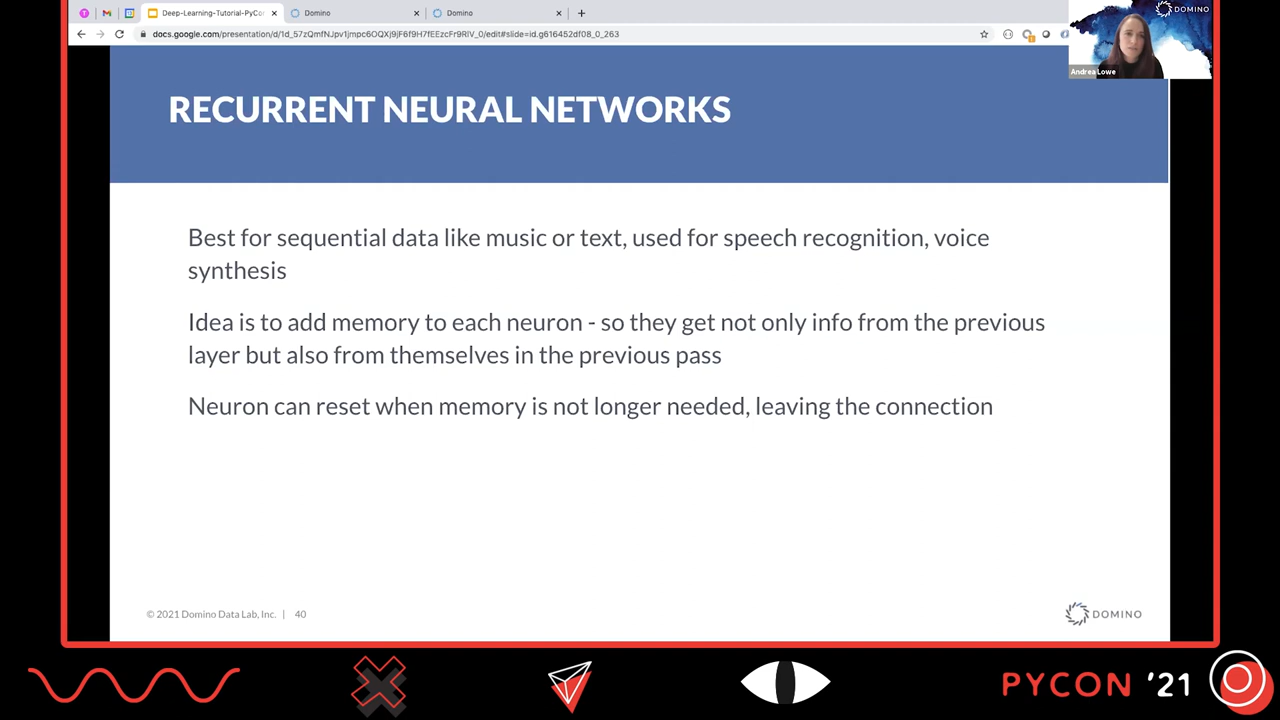 Deep-Learning-Tutorial-PyCor
Domino
Domino
docs.google.com/presentation/d/1d_57zQmfNJpv1jmpc6OQXj9jF6f9H7fEEzcFr9RlV_0/edit#slide=id.g616452df08_0_263
DOMINO
Andrea Lowe
RECURRENT NEURAL NETWORKS
Best for sequential data like music or text, used for speech recognition, voice
synthesis
Idea is to add memory to each neuron - so they get not only info from the previous
layer but also from themselves in the previous pass
Neuron can reset when memory is not longer needed, leaving the connection
© 2021 Domino Data Lab, Inc. | 40
DOMINO
PYCON '21